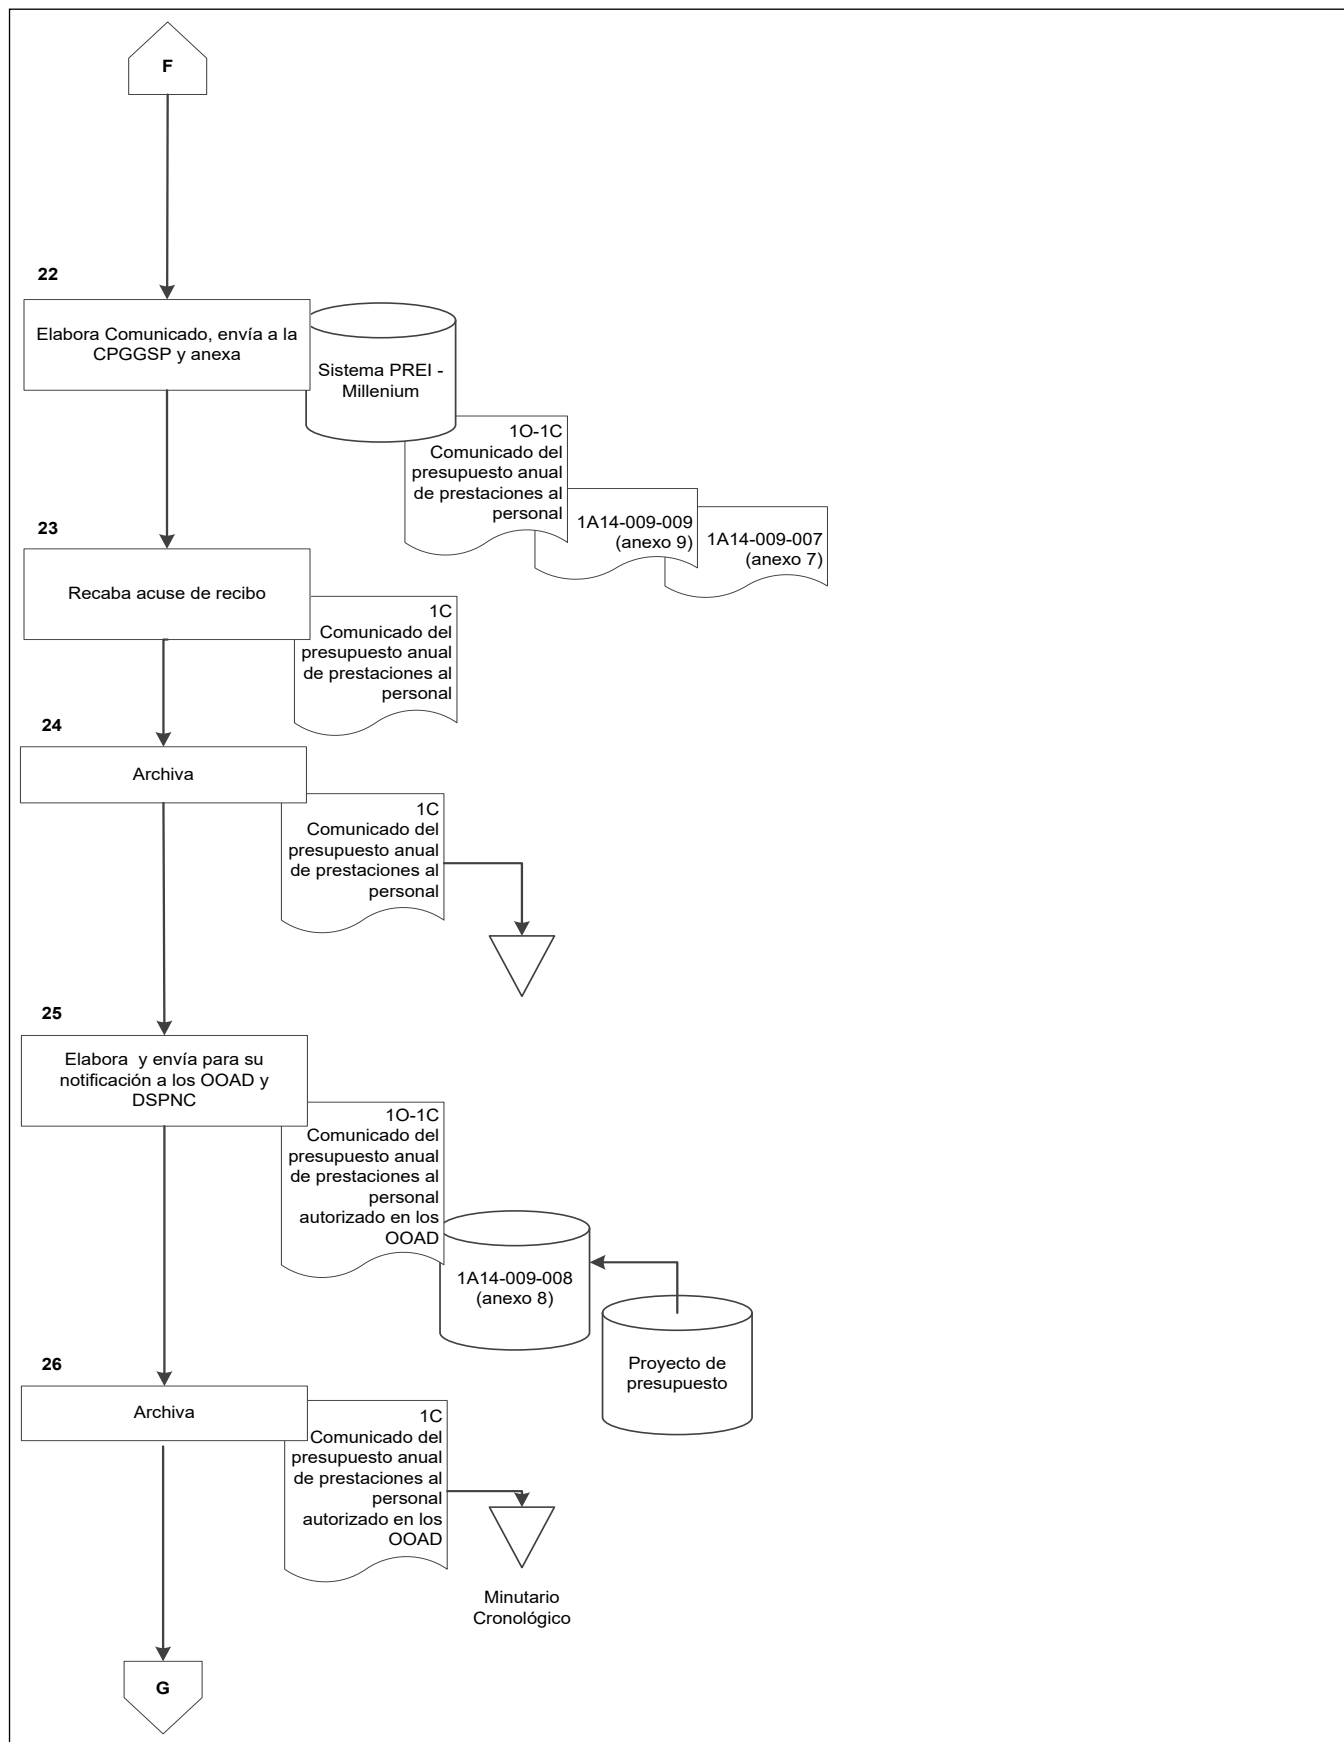 F
22
Elabora Comunicado, envía a la
CPGGSP y anexa
Sistema PREI -
Millenium
1O-1C
Comunicado del
presupuesto anual
de prestaciones al
personal
1A14-009-009
(anexo 9)
1A14-009-007
(anexo 7)
23
Recaba acuse de recibo
1C
Comunicado del
presupuesto anual
de prestaciones al
personal
24
Archiva
1C
Comunicado del
presupuesto anual
de prestaciones al
personal
25
Elabora y envía para su
notificación a los OOAD y
DSPNC
1O-1C
Comunicado del
presupuesto anual
de prestaciones al
personal
autorizado en los
OOAD
1A14-009-008
(anexo 8)
Proyecto de
presupuesto
26
Archiva
1C
Comunicado del
presupuesto anual
de prestaciones al
personal
autorizado en los
OOAD
Minutario
Cronológico
G